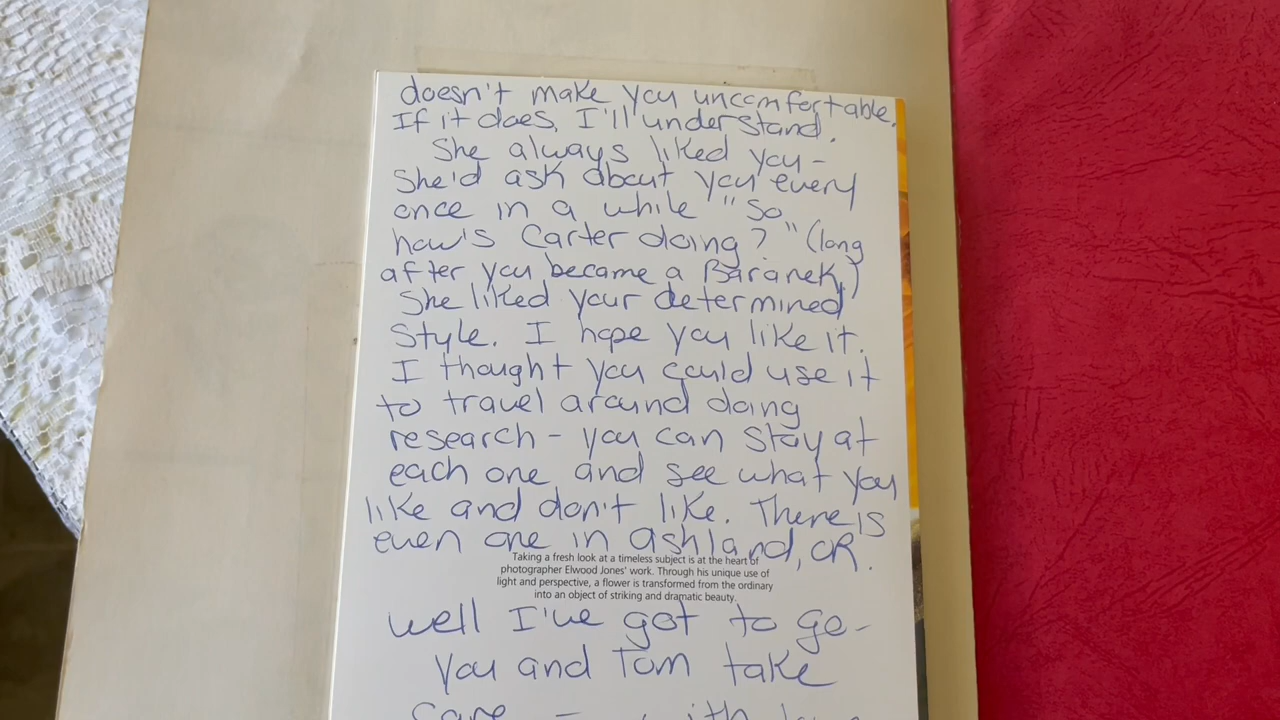 doesn't make you uncomfortable.
If it does, I'll understand.
She always liked you -
She'd ask about you every
once in a while "So,
how's Carter doing?" (long
after you became a Baranek.)
She liked your determined
style. I hope you like it.
I thought you could use it
to travel around doing
research - you can stay at
each one and see what you
like and don't like. There is
even one in Ashland, OR.
Taking a fresh look at a timeless subject is at the heart of
photographer Elwood Jones' work. Through his unique use of
light and perspective, a flower is transformed from the ordinary
into an object of striking and dramatic beauty.
Well I've got to go -
You and Tom take
care - with